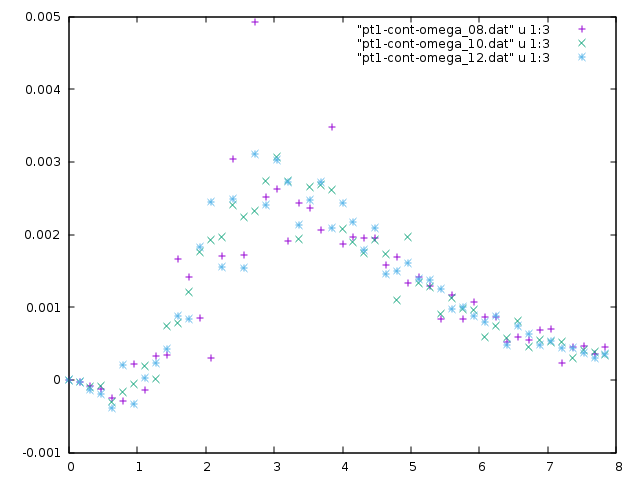 0.005
0.004
0.003
0.002
0.001
0
-0.001
0 1 2 3 4 5 6 7 8
"pt1-cont-omega_08.dat" u 1:3
"pt1-cont-omega_10.dat" u 1:3
"pt1-cont-omega_12.dat" u 1:3